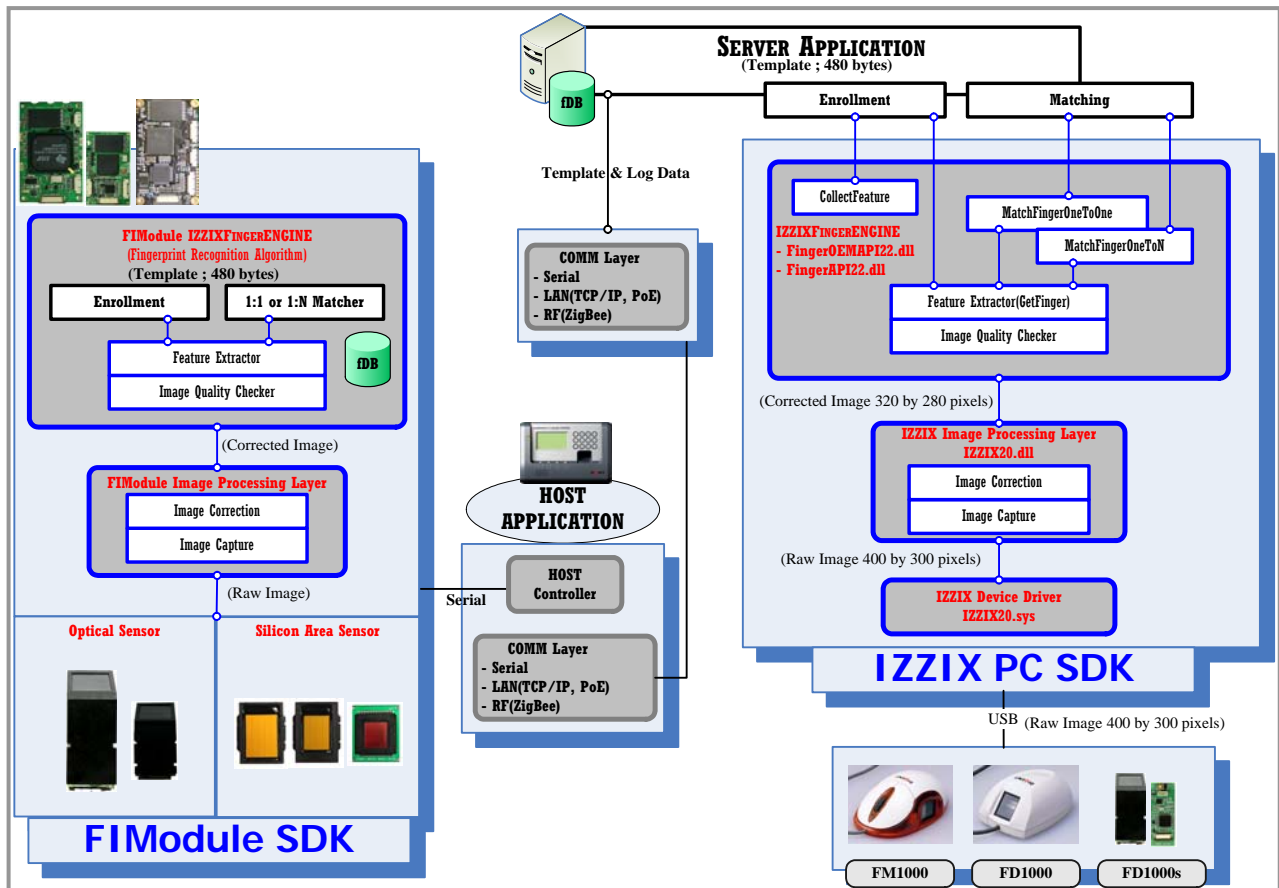 SERVER APPLICATION
(Template ; 480 bytes)
fDB
Enrollment
Matching
Template & Log Data
COMM Layer
- Serial
- LAN(TCP/IP, PoE)
- RF(ZigBee)
FIModule IZZIXFINGERENGINE
(Fingerprint Recognition Algorithm)
(Template ; 480 bytes)
Enrollment
1:1 or 1:N Matcher
Feature Extractor
Image Quality Checker
fDB
(Corrected Image)
FIModule Image Processing Layer
Image Correction
Image Capture
(Raw Image)
Optical Sensor
Silicon Area Sensor
FIModule SDK
HOST
APPLICATION
Serial
HOST
Controller
COMM Layer
- Serial
- LAN(TCP/IP, PoE)
- RF(ZigBee)
CollectFeature
IZZIXFINGERENGINE
- FingerOEMAPI22.dll
- FingerAPI22.dll
MatchFingerOneToOne
MatchFingerOneToN
Feature Extractor(GetFinger)
Image Quality Checker
(Corrected Image 320 by 280 pixels)
IZZIX Image Processing Layer
IZZIX20.dll
Image Correction
Image Capture
(Raw Image 400 by 300 pixels)
IZZIX Device Driver
IZZIX20.sys
IZZIX PC SDK
USB (Raw Image 400 by 300 pixels)
FM1000
FD1000
FD1000s